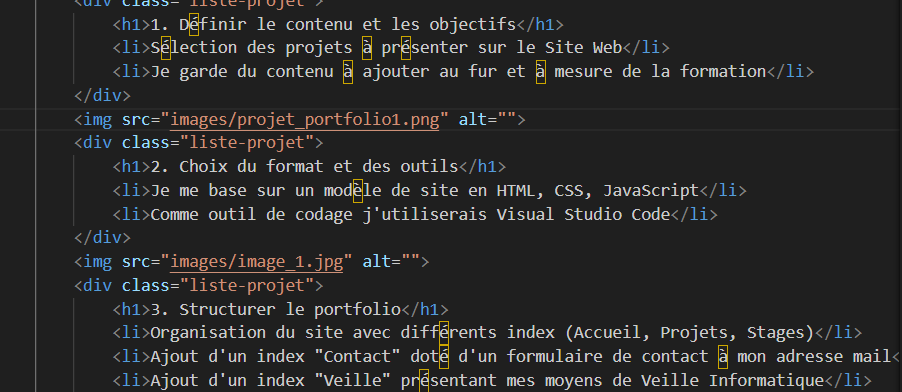 <div class="liste-projet">
<h1>1. Définir le contenu et les objectifs</h1>
<li>Sélection des projets à présenter sur le Site Web</li>
<li>Je garde du contenu à ajouter au fur et à mesure de la formation</li>
</div>
<img src="images/projet_portfolio1.png" alt="">
<div class="liste-projet">
<h1>2. Choix du format et des outils</h1>
<li>Je me base sur un modèle de site en HTML, CSS, JavaScript</li>
<li>Comme outil de codage j'utiliserais Visual Studio Code</li>
</div>
<img src="images/image_1.jpg" alt="">
<div class="liste-projet">
<h1>3. Structurer le portfolio</h1>
<li>Organisation du site avec différents index (Accueil, Projets, Stages)</li>
<li>Ajout d'un index "Contact" doté d'un formulaire de contact à mon adresse mail<
<li>Ajout d'un index "Veille" présentant mes moyens de Veille Informatique</li>